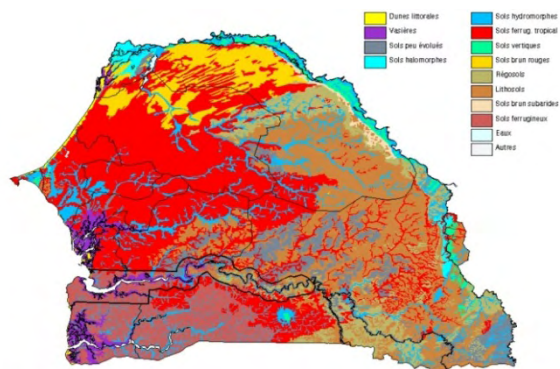 Dunes littorales
Vasières
Sols peu évolués
Sols halomorphes
Sols hydromorphes
Sols ferrug. tropical
Sols vertiques
Sols brun rouges
Régosols
Lithosols
Sols brun subarides
Sols ferrugineux
Eaux
Autres